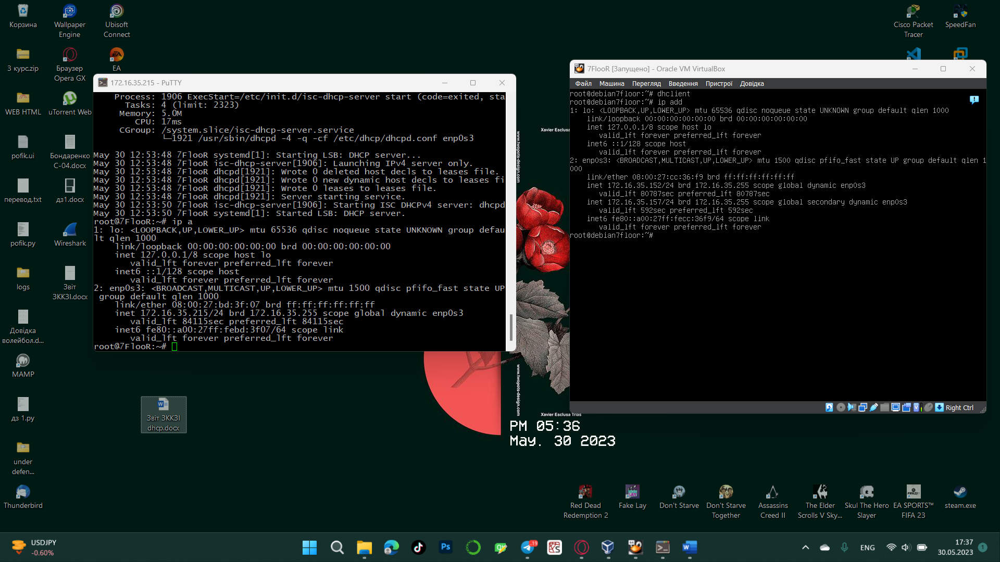 Корзина
Wallpaper Engine
Ubisoft Connect
Cisco Packet Tracer
SpeedFan
3 курс.zip
Браузер Opera GX
EA
WEB HTML
uTorrent Web
pofik.ui
Бондаренко С-04.docx
перевод.txt
дз1.docx
pofik.py
Wireshark
logs
Звіт ЗККЗІ.docx
Довідка волейбол.d...
MAMP
дз 1.py
Звіт ЗККЗІ dhcp.docx
under defen...
Thunderbird
172.16.35.215 - PuTTY
Process: 1906 ExecStart=/etc/init.d/isc-dhcp-server start (code=exited, sta
Tasks: 4 (limit: 2323)
Memory: 5.0M
CPU: 17ms
CGroup: /system.slice/isc-dhcp-server.service
└─1921 /usr/sbin/dhcpd -4 -q -cf /etc/dhcp/dhcpd.conf enp0s3
May 30 12:53:48 7FlooR systemd[1]: Starting LSB: DHCP server...
May 30 12:53:48 7FlooR isc-dhcp-server[1906]: Launching IPv4 server only.
May 30 12:53:48 7FlooR dhcpd[1921]: Wrote 0 deleted host decls to leases file.
May 30 12:53:48 7FlooR dhcpd[1921]: Wrote 0 new dynamic host decls to leases fi
May 30 12:53:48 7FlooR dhcpd[1921]: Wrote 0 leases to leases file.
May 30 12:53:48 7FlooR dhcpd[1921]: Server starting service.
May 30 12:53:50 7FlooR isc-dhcp-server[1906]: Starting ISC DHCPv4 server: dhcpd
May 30 12:53:50 7FlooR systemd[1]: Started LSB: DHCP server.
root@7FlooR:~# ip a
1: lo: <LOOPBACK,UP,LOWER_UP> mtu 65536 qdisc noqueue state UNKNOWN group defau
lt qlen 1000
link/loopback 00:00:00:00:00:00 brd 00:00:00:00:00:00
inet 127.0.0.1/8 scope host lo
valid_lft forever preferred_lft forever
inet6 ::1/128 scope host
valid_lft forever preferred_lft forever
2: enp0s3: <BROADCAST,MULTICAST,UP,LOWER_UP> mtu 1500 qdisc pfifo_fast state UP
group default qlen 1000
link/ether 08:00:27:bd:3f:07 brd ff:ff:ff:ff:ff:ff
inet 172.16.35.215/24 brd 172.16.35.255 scope global dynamic enp0s3
valid_lft 84115sec preferred_lft 84115sec
inet6 fe80::a00:27ff:febd:3f07/64 scope link
valid_lft forever preferred_lft forever
root@7FlooR:~#
7FlooR [Запущено] - Oracle VM VirtualBox
Файл Машина Перегляд Введення Пристрої Довідка
root@debian7floor:~# dhclient
root@debian7floor:~# ip add
1: lo: <LOOPBACK,UP,LOWER_UP> mtu 65536 qdisc noqueue state UNKNOWN group default qlen 1000
link/loopback 00:00:00:00:00:00 brd 00:00:00:00:00:00
inet 127.0.0.1/8 scope host lo
valid_lft forever preferred_lft forever
inet6 ::1/128 scope host
valid_lft forever preferred_lft forever
2: enp0s3: <BROADCAST,MULTICAST,UP,LOWER_UP> mtu 1500 qdisc pfifo_fast state UP group default qlen 1
000
link/ether 08:00:27:cc:36:f9 brd ff:ff:ff:ff:ff:ff
inet 172.16.35.152/24 brd 172.16.35.255 scope global dynamic enp0s3
valid_lft 80787sec preferred_lft 80787sec
inet 172.16.35.157/24 brd 172.16.35.255 scope global secondary dynamic enp0s3
valid_lft 592sec preferred_lft 592sec
inet6 fe80::a00:27ff:fecc:36f9/64 scope link
valid_lft forever preferred_lft forever
root@debian7floor:~#
Right Ctrl
Xavier Esclusa
www.twopots-design.com
www.twopots-design.com
Xavier Esclusa Trias
PM 05:36
May. 30 2023
Red Dead Redemption 2
Fake Lay
Don't Starve
Don't Starve Together
Assassins Creed II
The Elder Scrolls V Sky...
Skul The Hero Slayer
EA SPORTS™ FIFA 23
steam.exe
USDJPY
-0.60%
Ps
19
ENG
17:37
30.05.2023
1